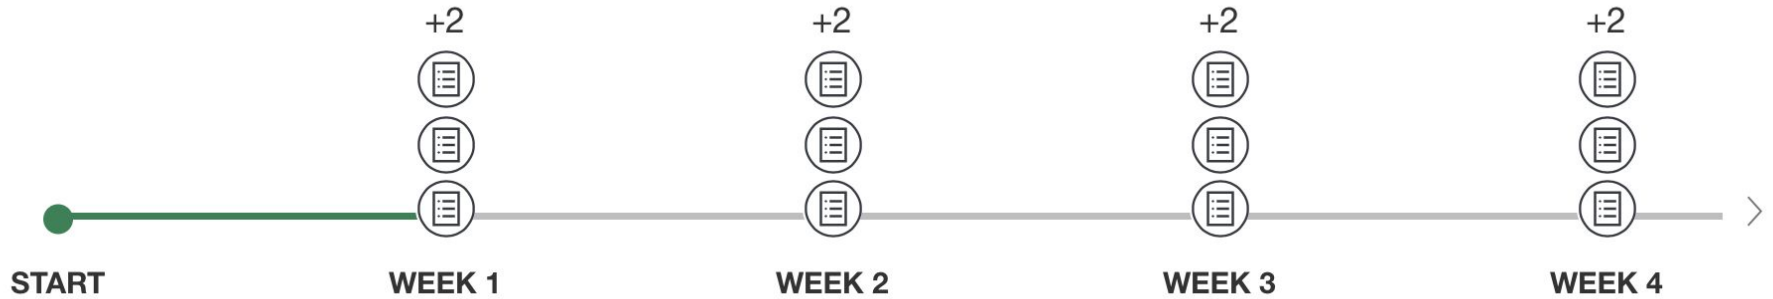 +2 +2 +2 +2
START WEEK 1 WEEK 2 WEEK 3 WEEK 4